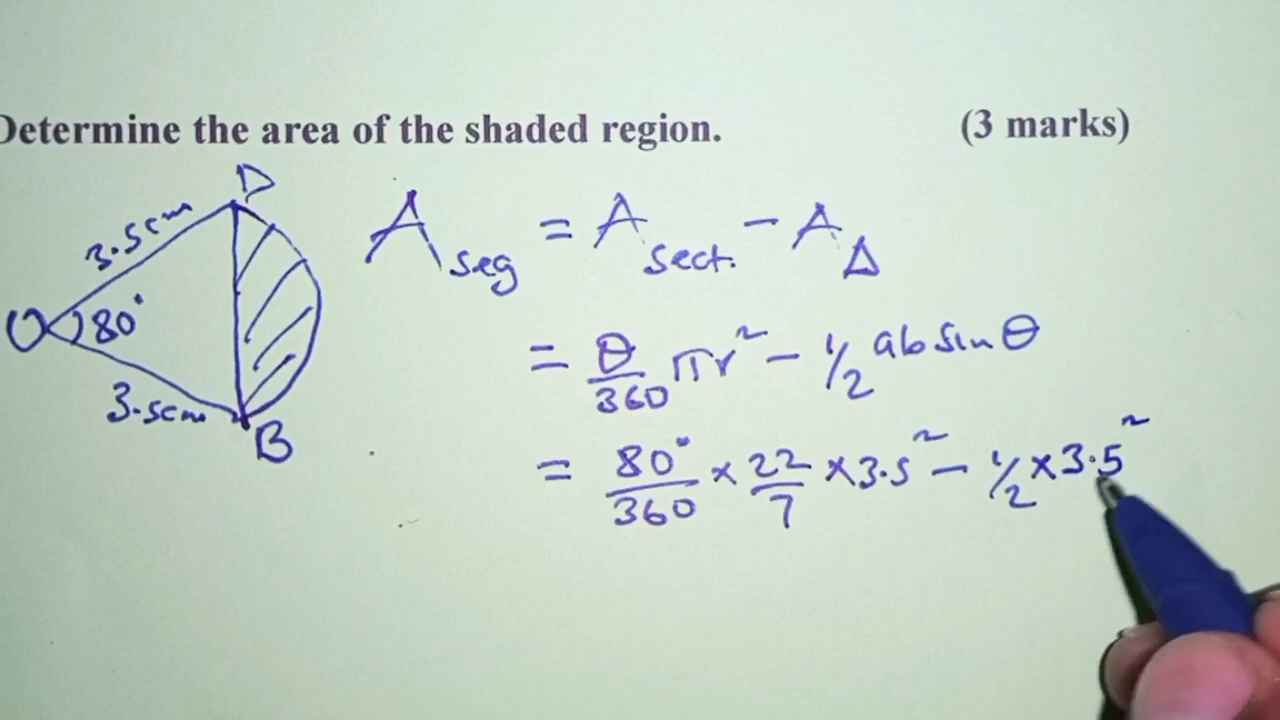 Determine the area of the shaded region. (3 marks)
D
3.5cm
O 80°
3.5cm
B
A seg = A sect. - A Δ
= θ/360 πr² - 1/2 ab sin θ
= 80°/360 × 22/7 × 3.5² - 1/2 × 3.5²